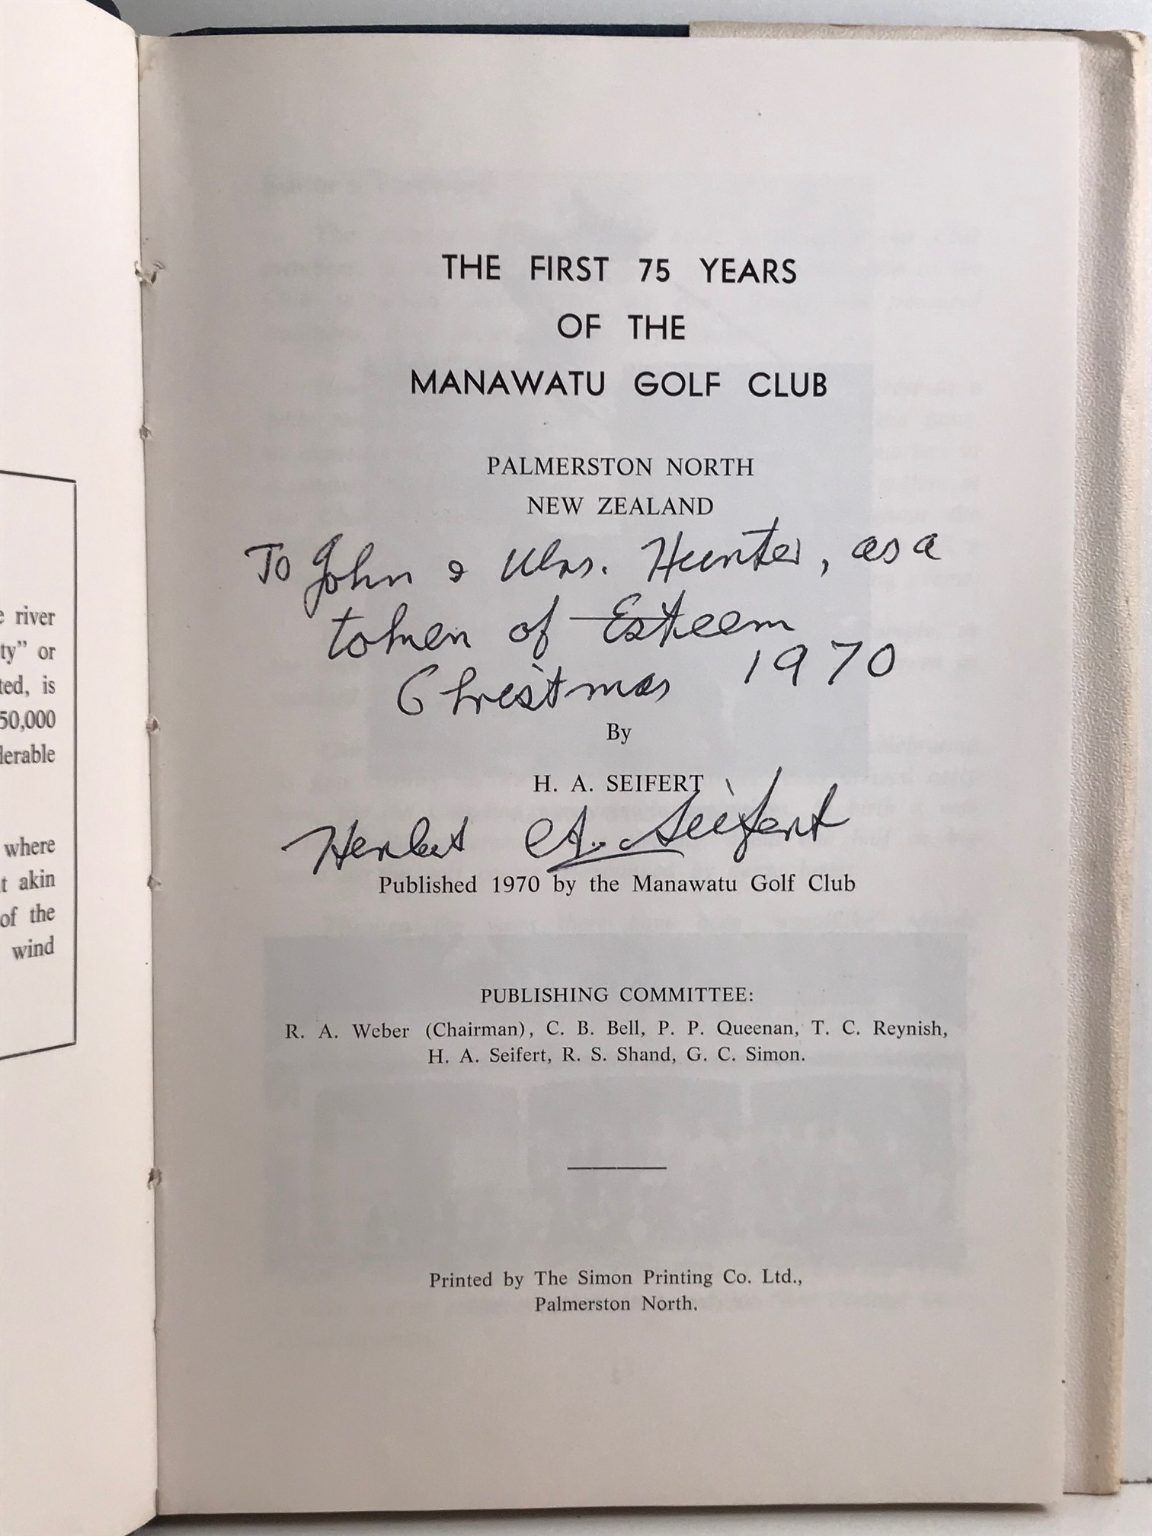 river
ty" or
ted, is
50,000
lerable
where
t akin
of the
wind
THE FIRST 75 YEARS
OF THE
MANAWATU GOLF CLUB
PALMERSTON NORTH
NEW ZEALAND
To John & Mrs. Hunter, as a
token of Esteem
Christmas 1970
By
H. A. SEIFERT
Herbert A. Seifert
Published 1970 by the Manawatu Golf Club
PUBLISHING COMMITTEE:
R. A. Weber (Chairman), C. B. Bell, P. P. Queenan, T. C. Reynish,
H. A. Seifert, R. S. Shand, G. C. Simon.
Printed by The Simon Printing Co. Ltd.,
Palmerston North.